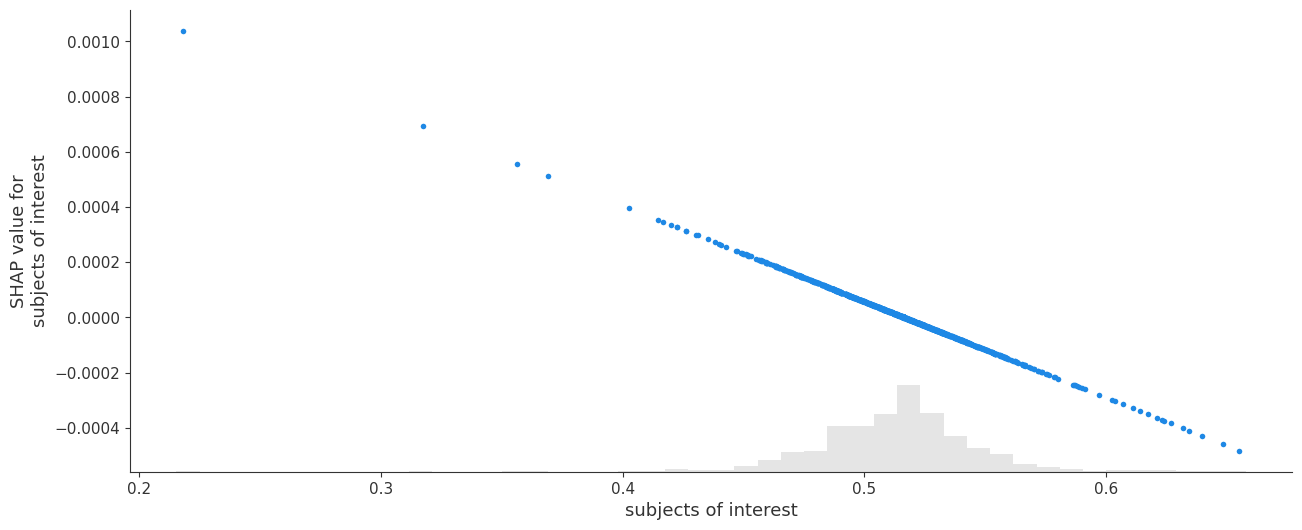 0.0010
0.0008
0.0006
0.0004
0.0002
0.0000
−0.0002
−0.0004
SHAP value for
subjects of interest
0.2 0.3 0.4 0.5 0.6
subjects of interest